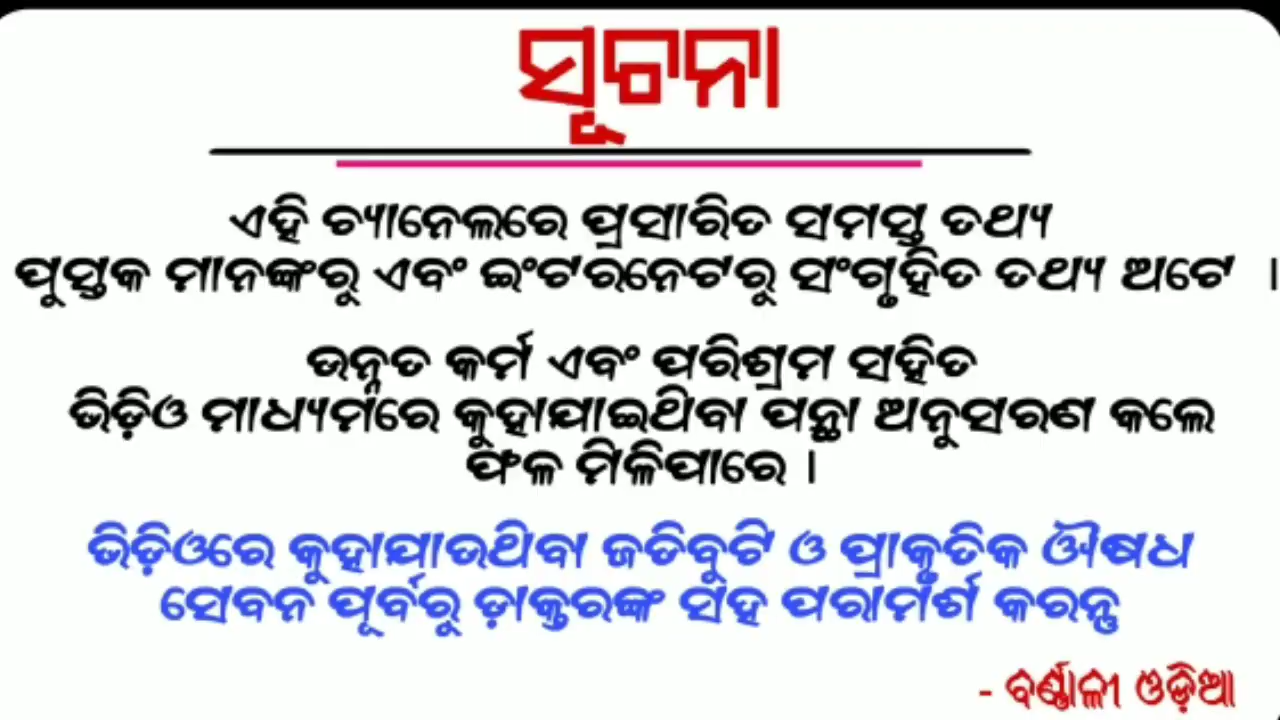 ସୂଚନା
ଏହି ଚ୍ୟାନେଲରେ ପ୍ରସାରିତ ସମସ୍ତ ତଥ୍ୟ
ପୁସ୍ତକ ମାନଙ୍କରୁ ଏବଂ ଇଂଟରନେଟରୁ ସଂଗୃହିତ ତଥ୍ୟ ଅଟେ ।
ଉନ୍ନତ କର୍ମ ଏବଂ ପରିଶ୍ରମ ସହିତ
ଭିଡ଼ିଓ ମାଧ୍ୟମରେ କୁହାଯାଇଥିବା ପନ୍ଥା ଅନୁସରଣ କଲେ
ଫଳ ମିଳିପାରେ ।
ଭିଡ଼ିଓରେ କୁହାଯାଉଥିବା ଜଡିବୁଟି ଓ ପ୍ରାକୃତିକ ଔଷଧ
ସେବନ ପୂର୍ବରୁ ଡ଼ାକ୍ତରଙ୍କ ସହ ପରାମର୍ଶ କରନ୍ତୁ
- ବର୍ଣ୍ଣାଳୀ ଓଡ଼ିଆ